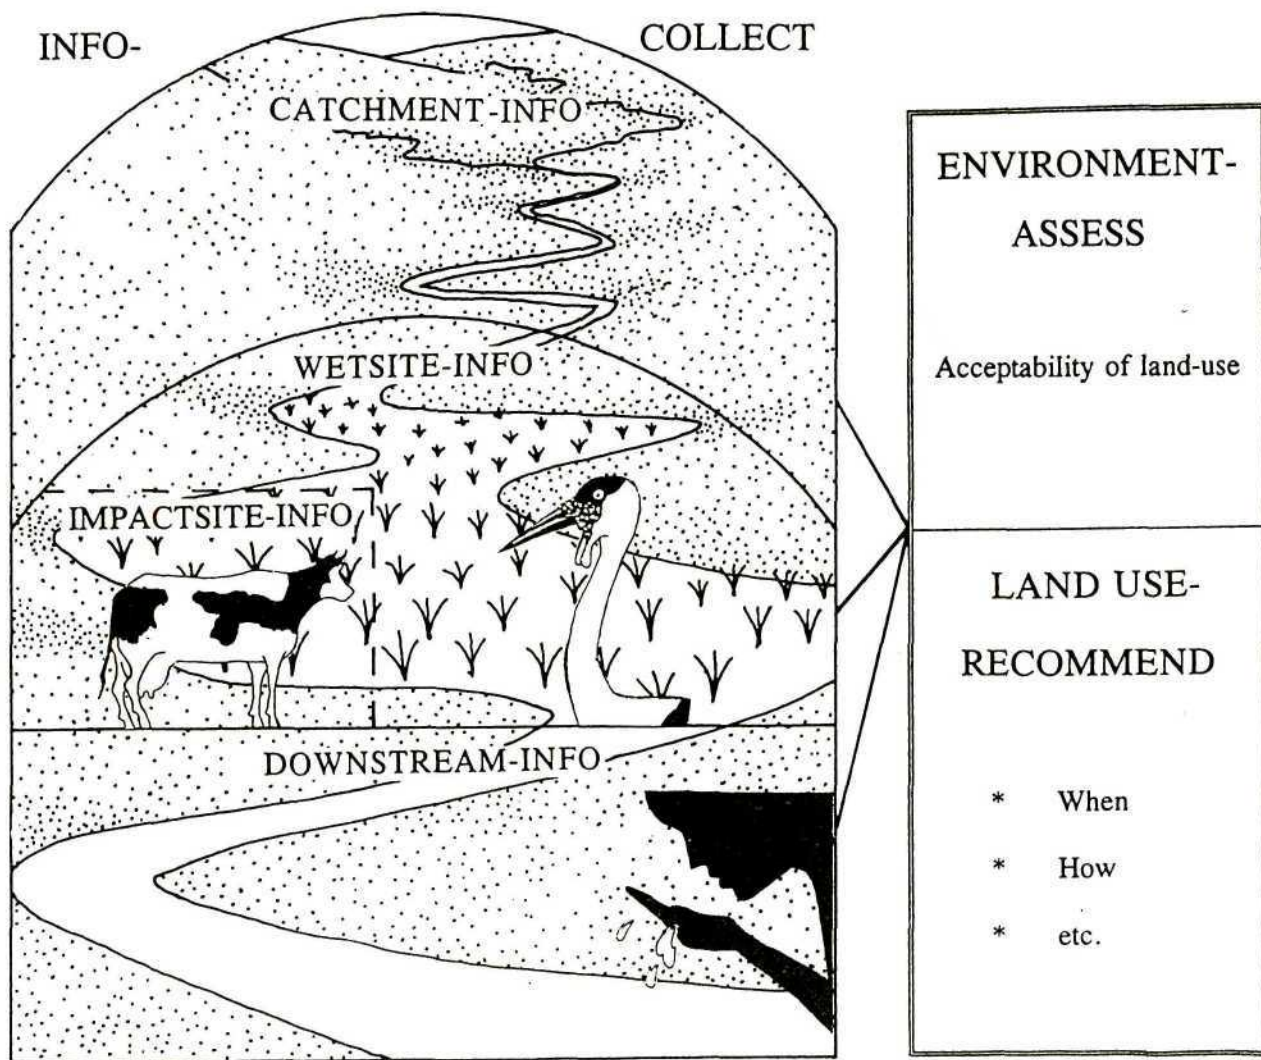 INFO-
COLLECT
CATCHMENT-INFO
WETSITE-INFO
IMPACTSITE-INFO
DOWNSTREAM-INFO
ENVIRONMENT-
ASSESS
Acceptability of land-use
LAND USE-
RECOMMEND
* When
* How
* etc.